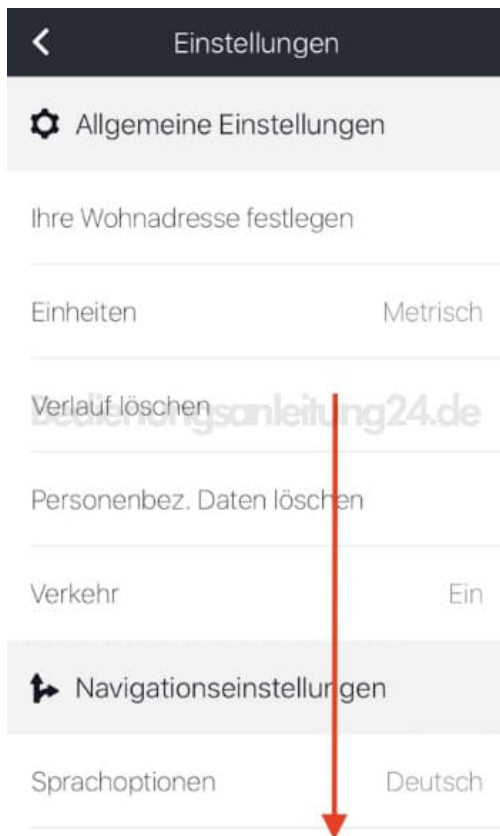 Einstellungen
Allgemeine Einstellungen
Ihre Wohnadresse festlegen
Einheiten Metrisch
Verlauf löschen
Bedienungsanleitung24.de
Personenbez. Daten löschen
Verkehr Ein
Navigationseinstellungen
Sprachoptionen Deutsch